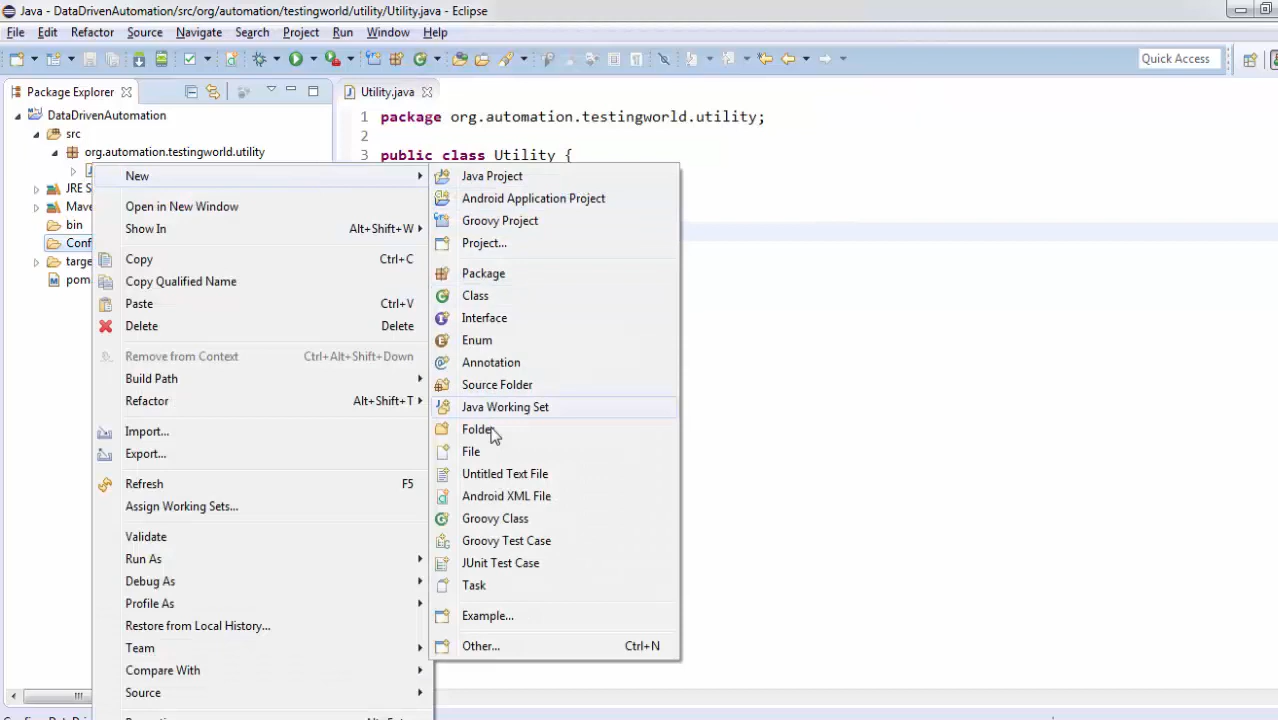 Java - DataDrivenAutomation/src/org/automation/testingworld/utility/Utility.java - Eclipse
File Edit Refactor Source Navigate Search Project Run Window Help
Quick Access
Package Explorer
Utility.java
DataDrivenAutomation
src
org.automation.testingworld.utility
JRE S
Mave
bin
Conf
targe
pom
1 package org.automation.testingworld.utility;
2
3 public class Utility {
New
Open in New Window
Show In Alt+Shift+W
Copy Ctrl+C
Copy Qualified Name
Paste Ctrl+V
Delete Delete
Remove from Context Ctrl+Alt+Shift+Down
Build Path
Refactor Alt+Shift+T
Import...
Export...
Refresh F5
Assign Working Sets...
Validate
Run As
Debug As
Profile As
Restore from Local History...
Team
Compare With
Source
Java Project
Android Application Project
Groovy Project
Project...
Package
Class
Interface
Enum
Annotation
Source Folder
Java Working Set
Folder
File
Untitled Text File
Android XML File
Groovy Class
Groovy Test Case
JUnit Test Case
Task
Example...
Other... Ctrl+N